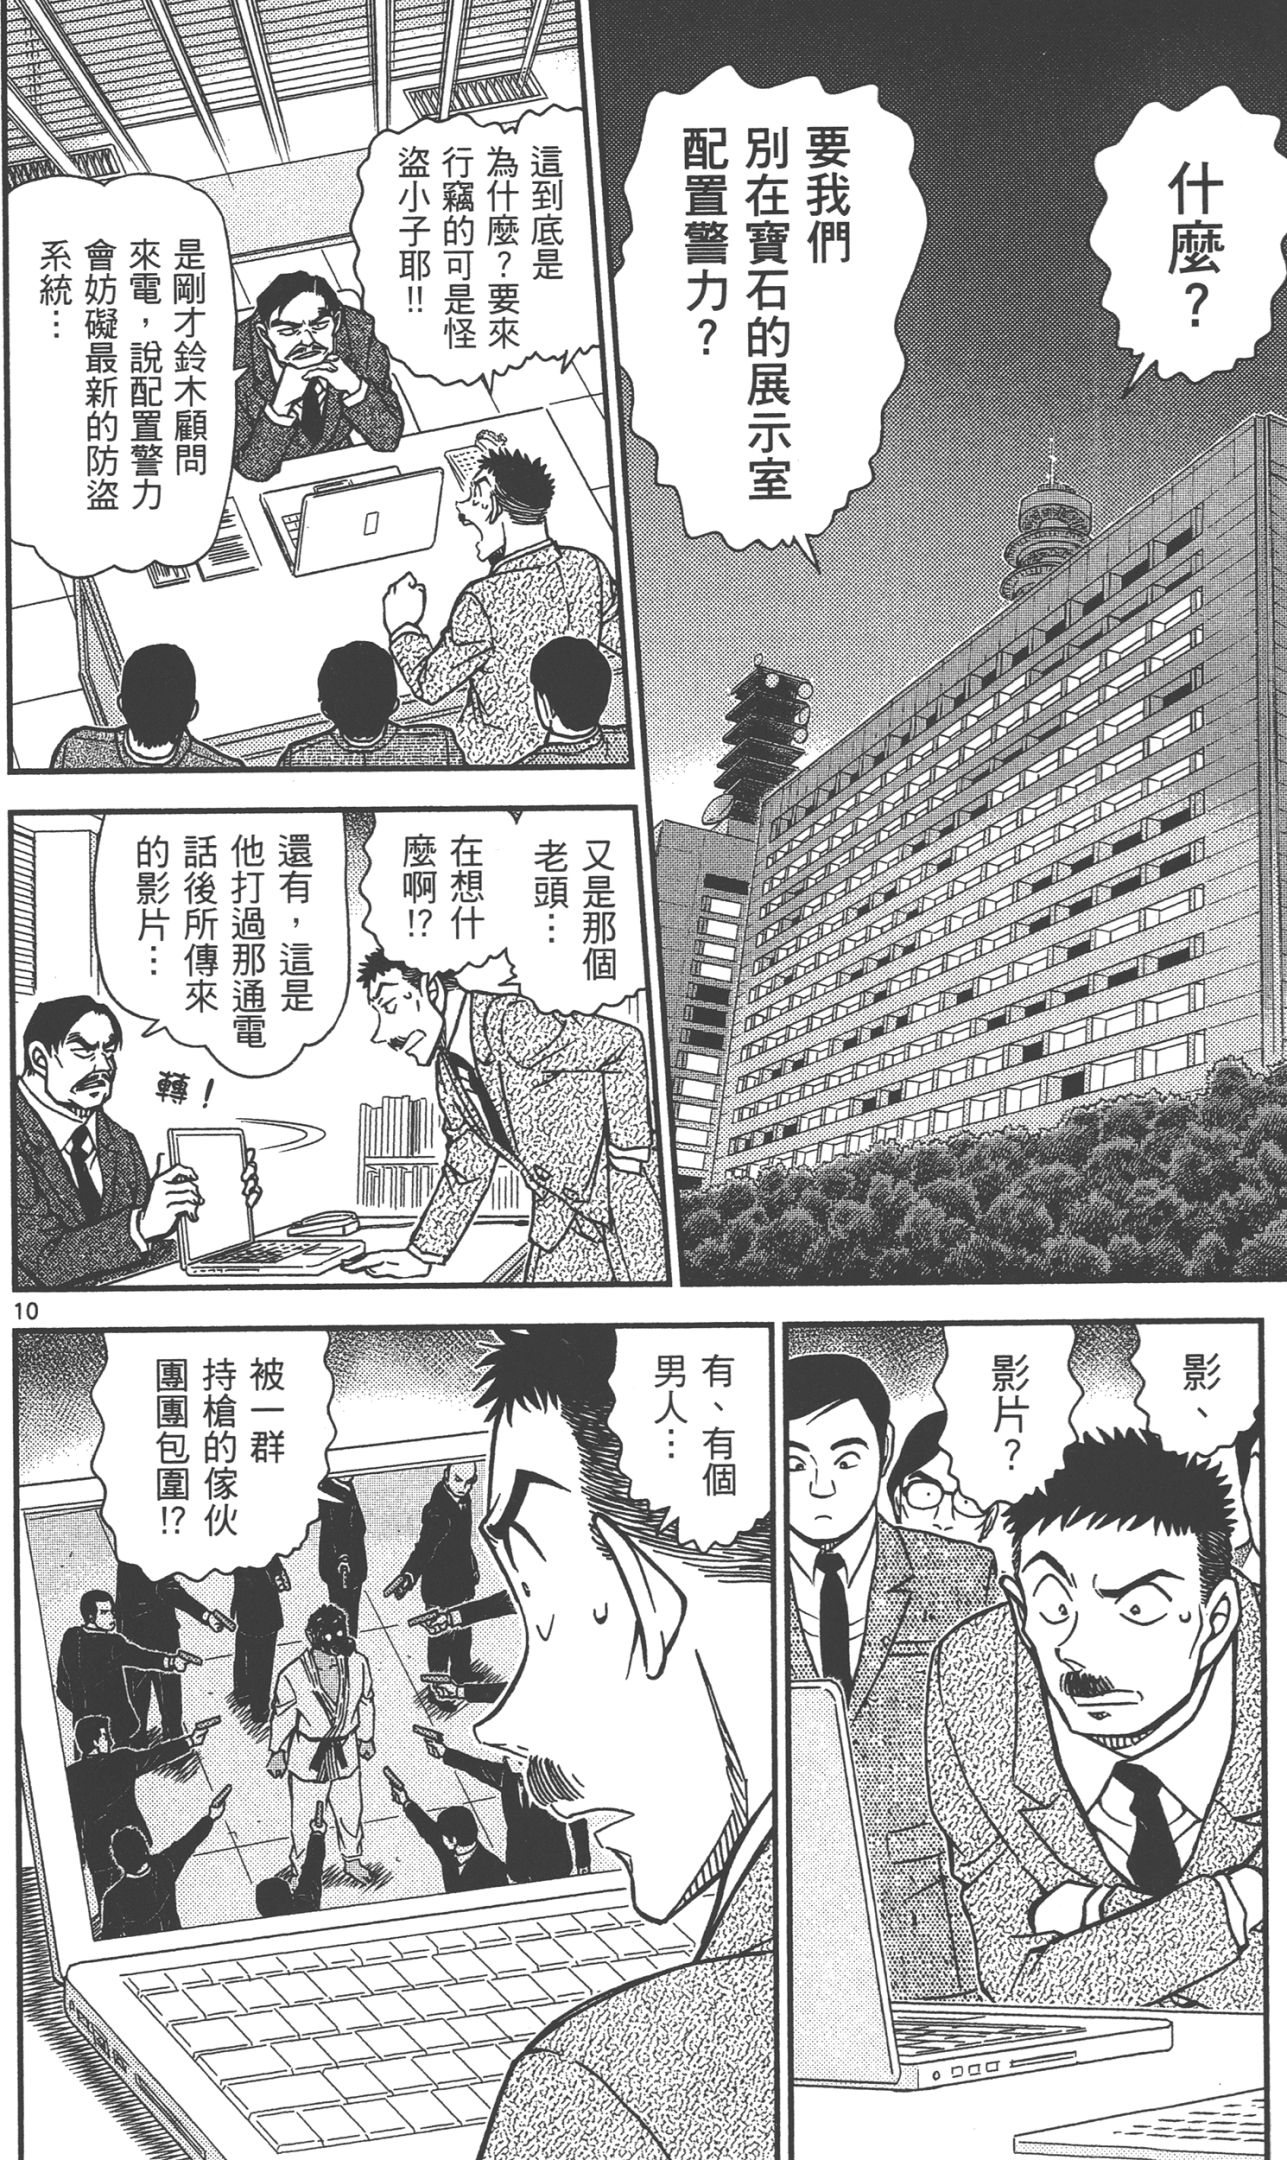 什麼？
要我們
別在寶石的展示室
配置警力？
這到底是
為什麼？要來
行竊的可是怪
盜小子耶!!
是剛才鈴木顧問
來電，說配置警力
會妨礙最新的防盜
系統…
又是那個
老頭…
在想什
麼啊!?
還有，這是
他打過那通電
話後所傳來
的影片…
轉！
10
影、
影片？
有、有個
男人…
被一群
持槍的傢伙
團團包圍!?